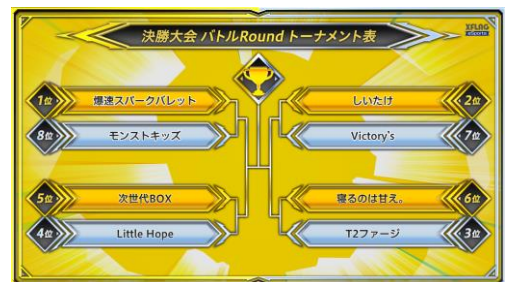 決勝大会 バトルRound トーナメント表
XFLAG
eSports
1位 爆速スパークバレット
8位 モンストキッズ
5位 次世代BOX
4位 Little Hope
しいたけ 2位
Victory's 7位
寝るのは甘え。 6位
T2ファージ 3位